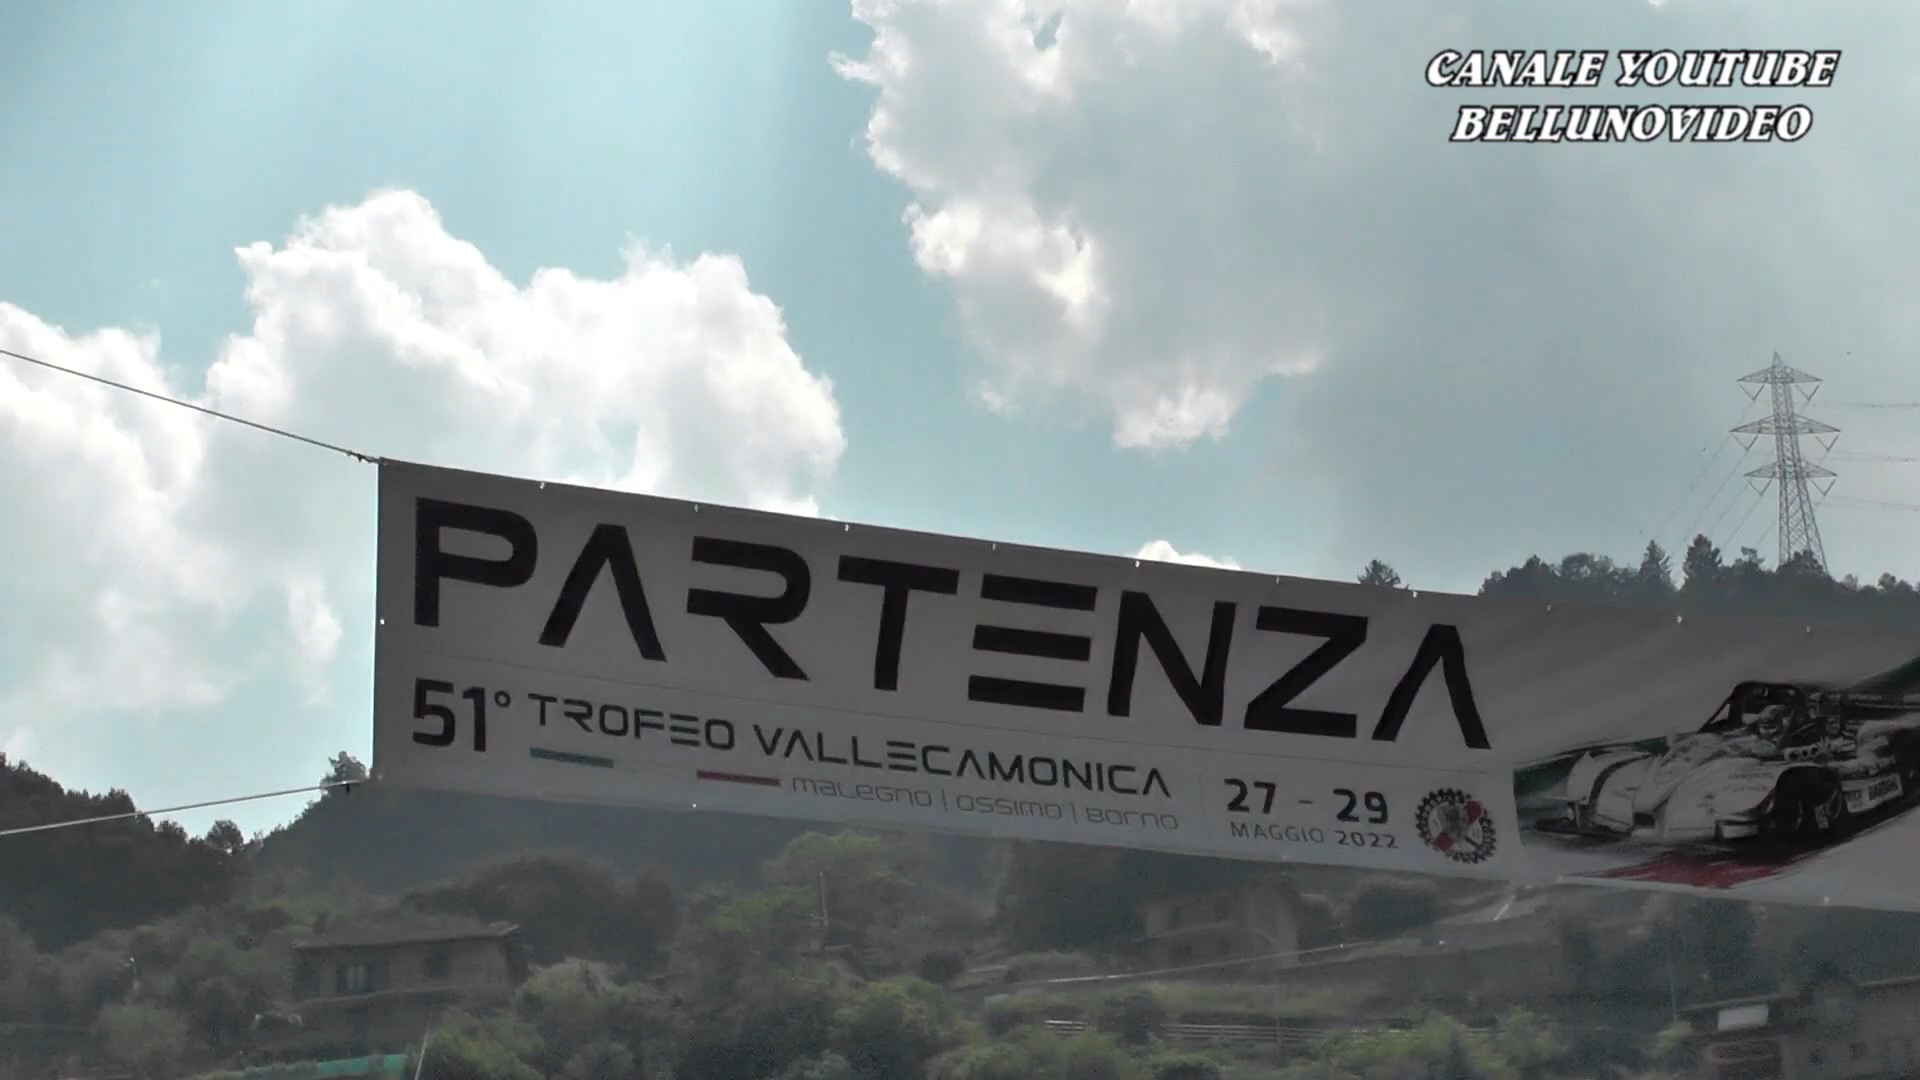 CANALE YOUTUBE
BELLUNOVIDEO
PARTENZA
51° TROFEO VALLECAMONICA
MALEGNO | OSSIMO | BORNO
27 - 29
MAGGIO 2022